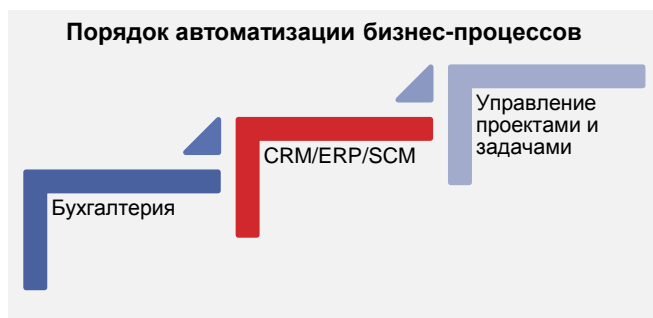 Порядок автоматизации бизнес-процессов
Бухгалтерия
CRM/ERP/SCM
Управление
проектами и
задачами